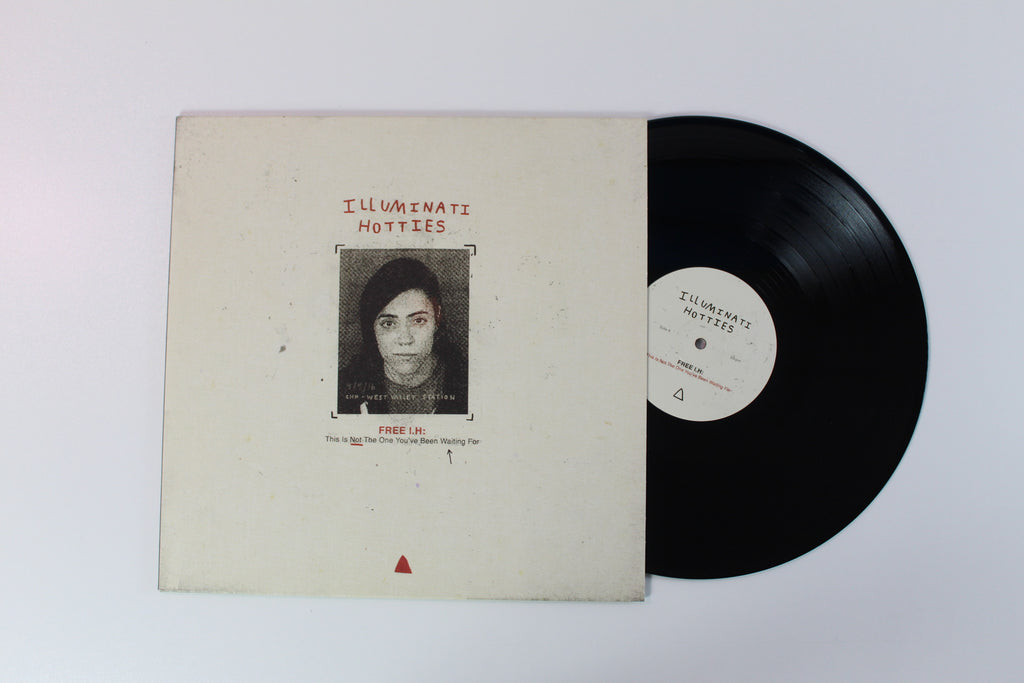 ILLUMINATI
HOTTIES
CHP-WEST VALLEY STATION
FREE I.H:
This Is Not The One You've Been Waiting For
ILLUMINATI
HOTTIES
FREE I.H:
This Is Not The One You've Been Waiting For